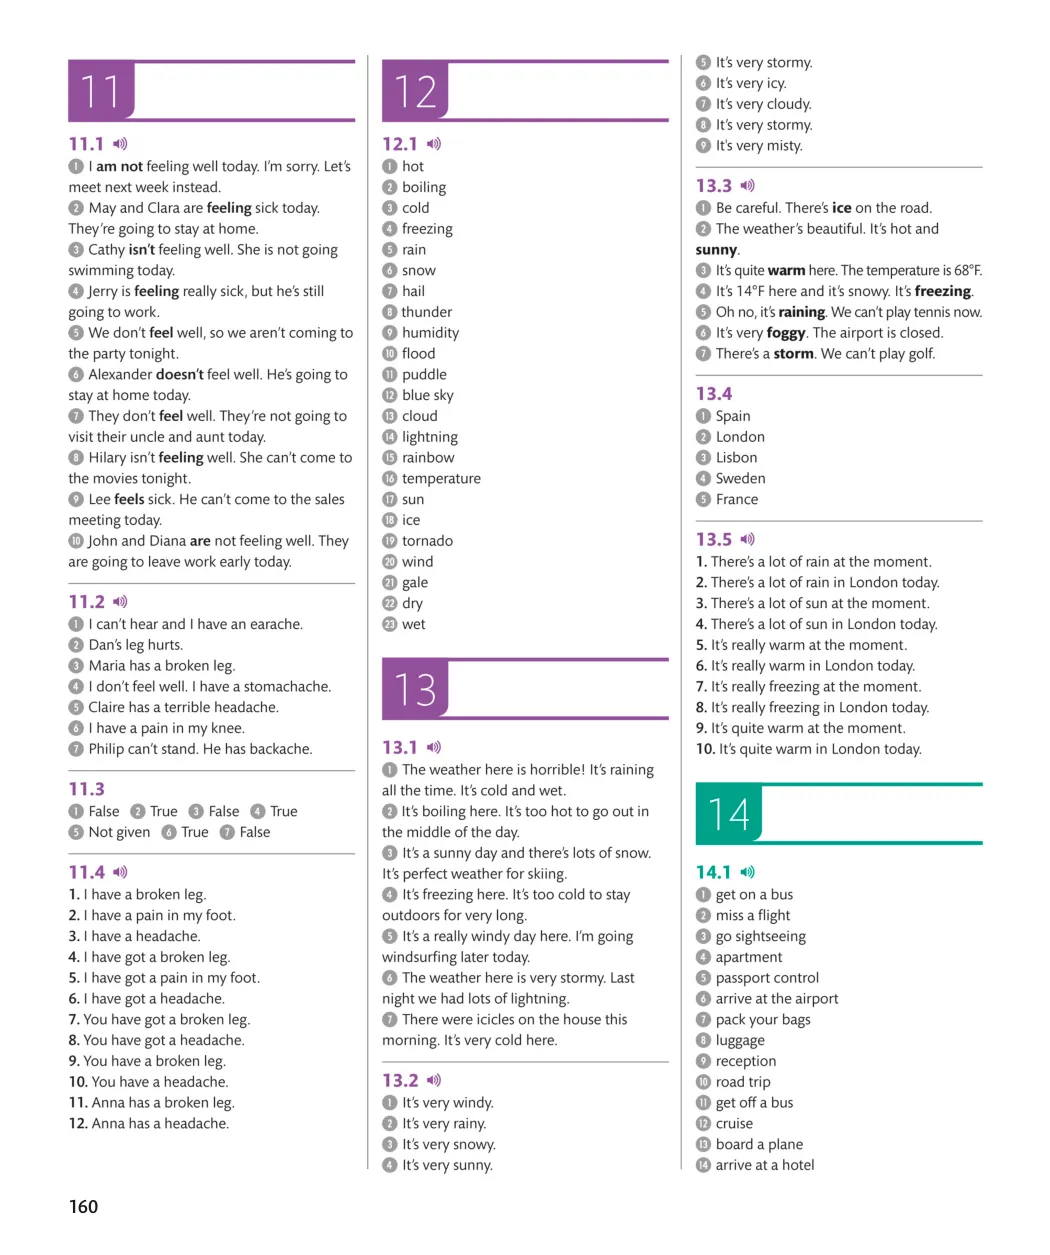 11
11.1
1 I am not feeling well today. I’m sorry. Let’s
meet next week instead.
2 May and Clara are feeling sick today.
They’re going to stay at home.
3 Cathy isn’t feeling well. She is not going
swimming today.
4 Jerry is feeling really sick, but he’s still
going to work.
5 We don’t feel well, so we aren’t coming to
the party tonight.
6 Alexander doesn’t feel well. He’s going to
stay at home today.
7 They don’t feel well. They’re not going to
visit their uncle and aunt today.
8 Hilary isn’t feeling well. She can’t come to
the movies tonight.
9 Lee feels sick. He can’t come to the sales
meeting today.
10 John and Diana are not feeling well. They
are going to leave work early today.
11.2
1 I can’t hear and I have an earache.
2 Dan’s leg hurts.
3 Maria has a broken leg.
4 I don’t feel well. I have a stomachache.
5 Claire has a terrible headache.
6 I have a pain in my knee.
7 Philip can’t stand. He has backache.
11.3
1 False 2 True 3 False 4 True
5 Not given 6 True 7 False
11.4
1. I have a broken leg.
2. I have a pain in my foot.
3. I have a headache.
4. I have got a broken leg.
5. I have got a pain in my foot.
6. I have got a headache.
7. You have got a broken leg.
8. You have got a headache.
9. You have a broken leg.
10. You have a headache.
11. Anna has a broken leg.
12. Anna has a headache.
12
12.1
1 hot
2 boiling
3 cold
4 freezing
5 rain
6 snow
7 hail
8 thunder
9 humidity
10 flood
11 puddle
12 blue sky
13 cloud
14 lightning
15 rainbow
16 temperature
17 sun
18 ice
19 tornado
20 wind
21 gale
22 dry
23 wet
13
13.1
1 The weather here is horrible! It’s raining
all the time. It’s cold and wet.
2 It’s boiling here. It’s too hot to go out in
the middle of the day.
3 It’s a sunny day and there’s lots of snow.
It’s perfect weather for skiing.
4 It’s freezing here. It’s too cold to stay
outdoors for very long.
5 It’s a really windy day here. I’m going
windsurfing later today.
6 The weather here is very stormy. Last
night we had lots of lightning.
7 There were icicles on the house this
morning. It’s very cold here.
13.2
1 It’s very windy.
2 It’s very rainy.
3 It’s very snowy.
4 It’s very sunny.
5 It’s very stormy.
6 It’s very icy.
7 It’s very cloudy.
8 It’s very stormy.
9 It's very misty.
13.3
1 Be careful. There’s ice on the road.
2 The weather’s beautiful. It’s hot and
sunny.
3 It’s quite warm here. The temperature is 68°F.
4 It’s 14°F here and it’s snowy. It’s freezing.
5 Oh no, it’s raining. We can’t play tennis now.
6 It’s very foggy. The airport is closed.
7 There’s a storm. We can’t play golf.
13.4
1 Spain
2 London
3 Lisbon
4 Sweden
5 France
13.5
1. There’s a lot of rain at the moment.
2. There’s a lot of rain in London today.
3. There’s a lot of sun at the moment.
4. There’s a lot of sun in London today.
5. It’s really warm at the moment.
6. It’s really warm in London today.
7. It’s really freezing at the moment.
8. It’s really freezing in London today.
9. It’s quite warm at the moment.
10. It’s quite warm in London today.
14
14.1
1 get on a bus
2 miss a flight
3 go sightseeing
4 apartment
5 passport control
6 arrive at the airport
7 pack your bags
8 luggage
9 reception
10 road trip
11 get off a bus
12 cruise
13 board a plane
14 arrive at a hotel
160